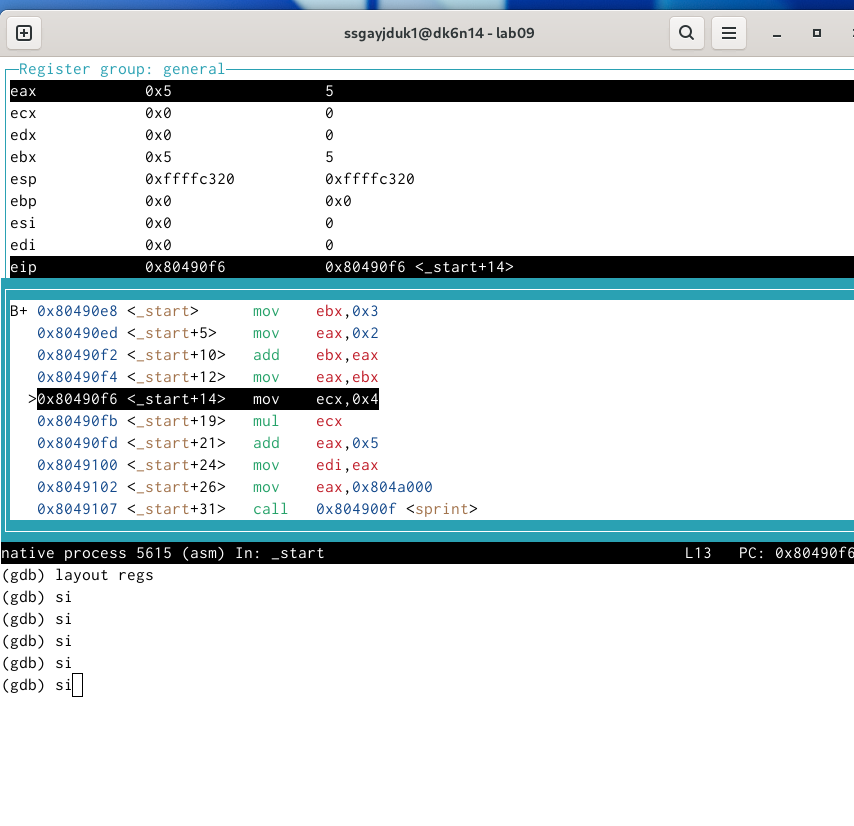 ssgayjduk1@dk6n14 - lab09
Register group: general
eax 0x5 5
ecx 0x0 0
edx 0x0 0
ebx 0x5 5
esp 0xffffc320 0xffffc320
ebp 0x0 0x0
esi 0x0 0
edi 0x0 0
eip 0x80490f6 0x80490f6 <_start+14>
B+ 0x80490e8 <_start> mov ebx,0x3
0x80490ed <_start+5> mov eax,0x2
0x80490f2 <_start+10> add ebx,eax
0x80490f4 <_start+12> mov eax,ebx
>0x80490f6 <_start+14> mov ecx,0x4
0x80490fb <_start+19> mul ecx
0x80490fd <_start+21> add eax,0x5
0x8049100 <_start+24> mov edi,eax
0x8049102 <_start+26> mov eax,0x804a000
0x8049107 <_start+31> call 0x804900f <sprint>
native process 5615 (asm) In: _start L13 PC: 0x80490f6
(gdb) layout regs
(gdb) si
(gdb) si
(gdb) si
(gdb) si
(gdb) si